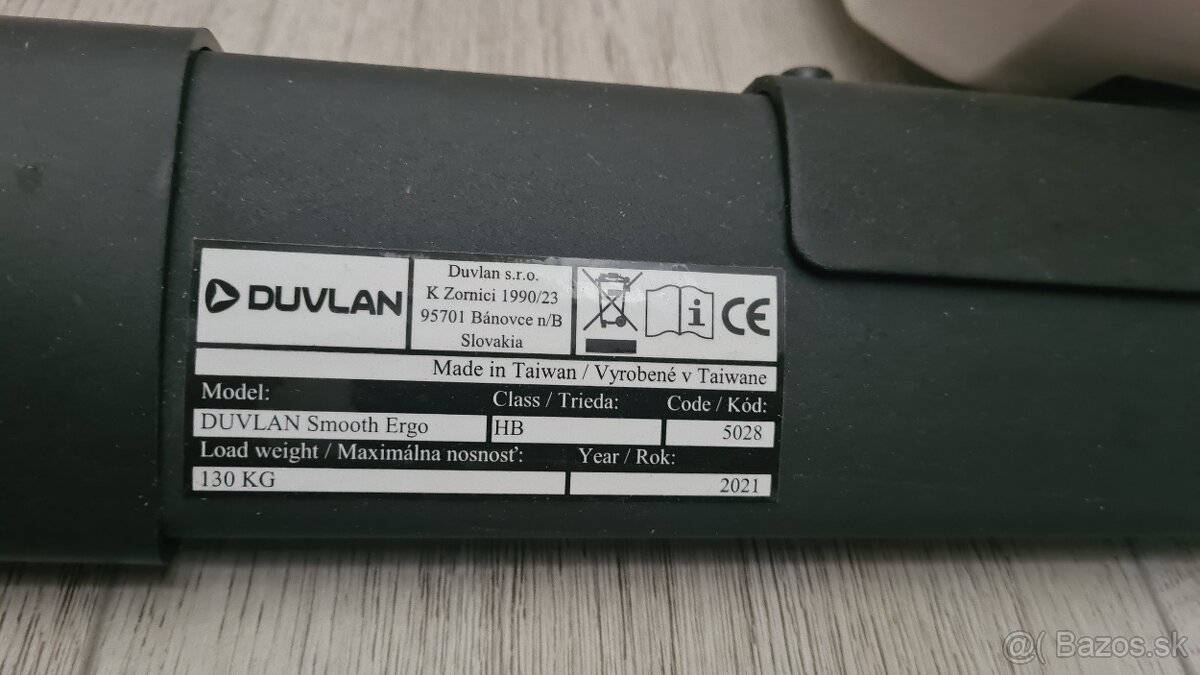 DUVLAN
Duvlan s.r.o.
K Zornici 1990/23
95701 Bánovce n/B
Slovakia
i
CE
Made in Taiwan / Vyrobené v Taiwane
Model:
Class / Trieda:
Code / Kód:
DUVLAN Smooth Ergo
HB
5028
Load weight / Maximálna nosnosť:
Year / Rok:
130 KG
2021
@( Bazos.sk